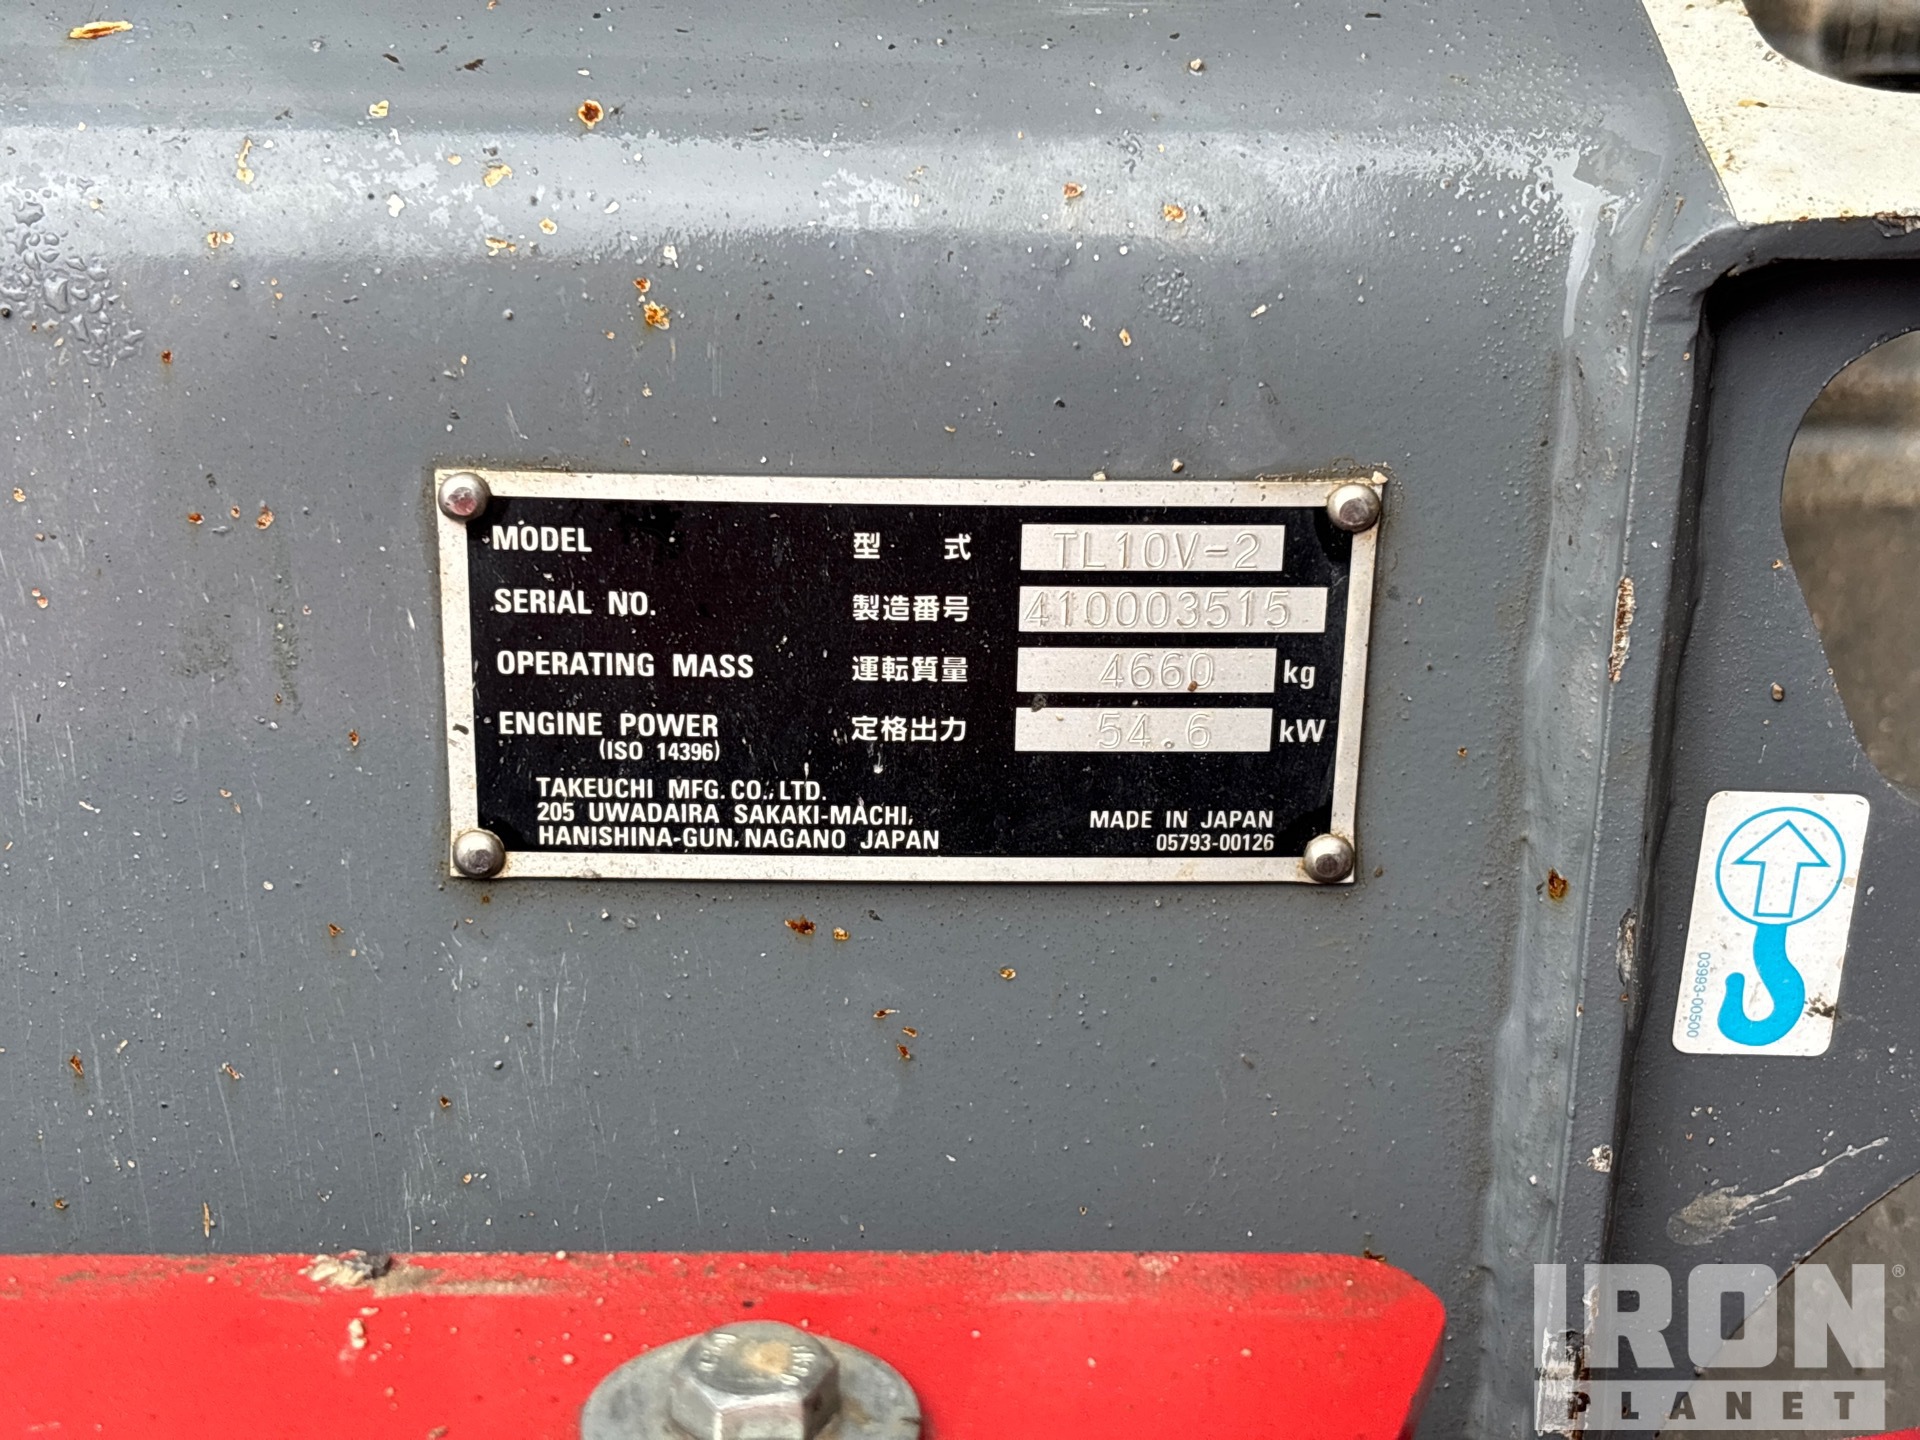 MODEL 型 式 TL10V-2
SERIAL NO. 製造番号 410003515
OPERATING MASS 運転質量 4660 kg
ENGINE POWER 定格出力 54.6 kW
(ISO 14396)
TAKEUCHI MFG. CO., LTD.
205 UWADAIRA SAKAKI-MACHI,
HANISHINA-GUN, NAGANO JAPAN
MADE IN JAPAN
05793-00126
03993-00500
IRON®
PLANET